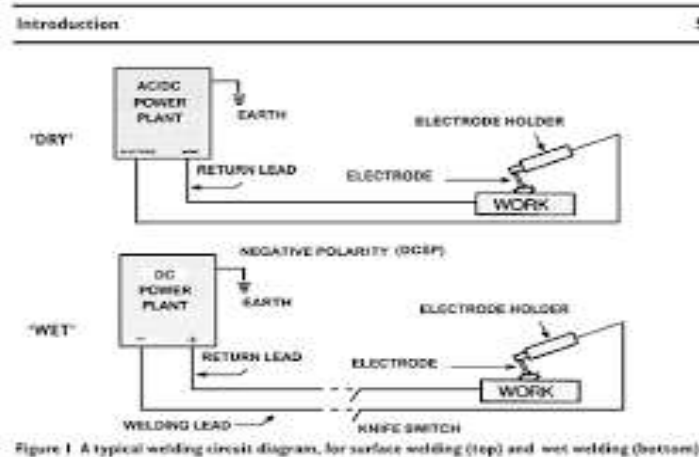 Introduction 5
AC/DC
POWER
PLANT
EARTH
ELECTRODE HOLDER
"DRY"
RETURN LEAD
ELECTRODE
WORK
NEGATIVE POLARITY (DCSP)
DC
POWER
PLANT
EARTH
ELECTRODE HOLDER
"WET"
- +
RETURN LEAD
ELECTRODE
WORK
WELDING LEAD
KNIFE SWITCH
Figure 1 A typical welding circuit diagram, for surface welding (top) and wet welding (bottom)